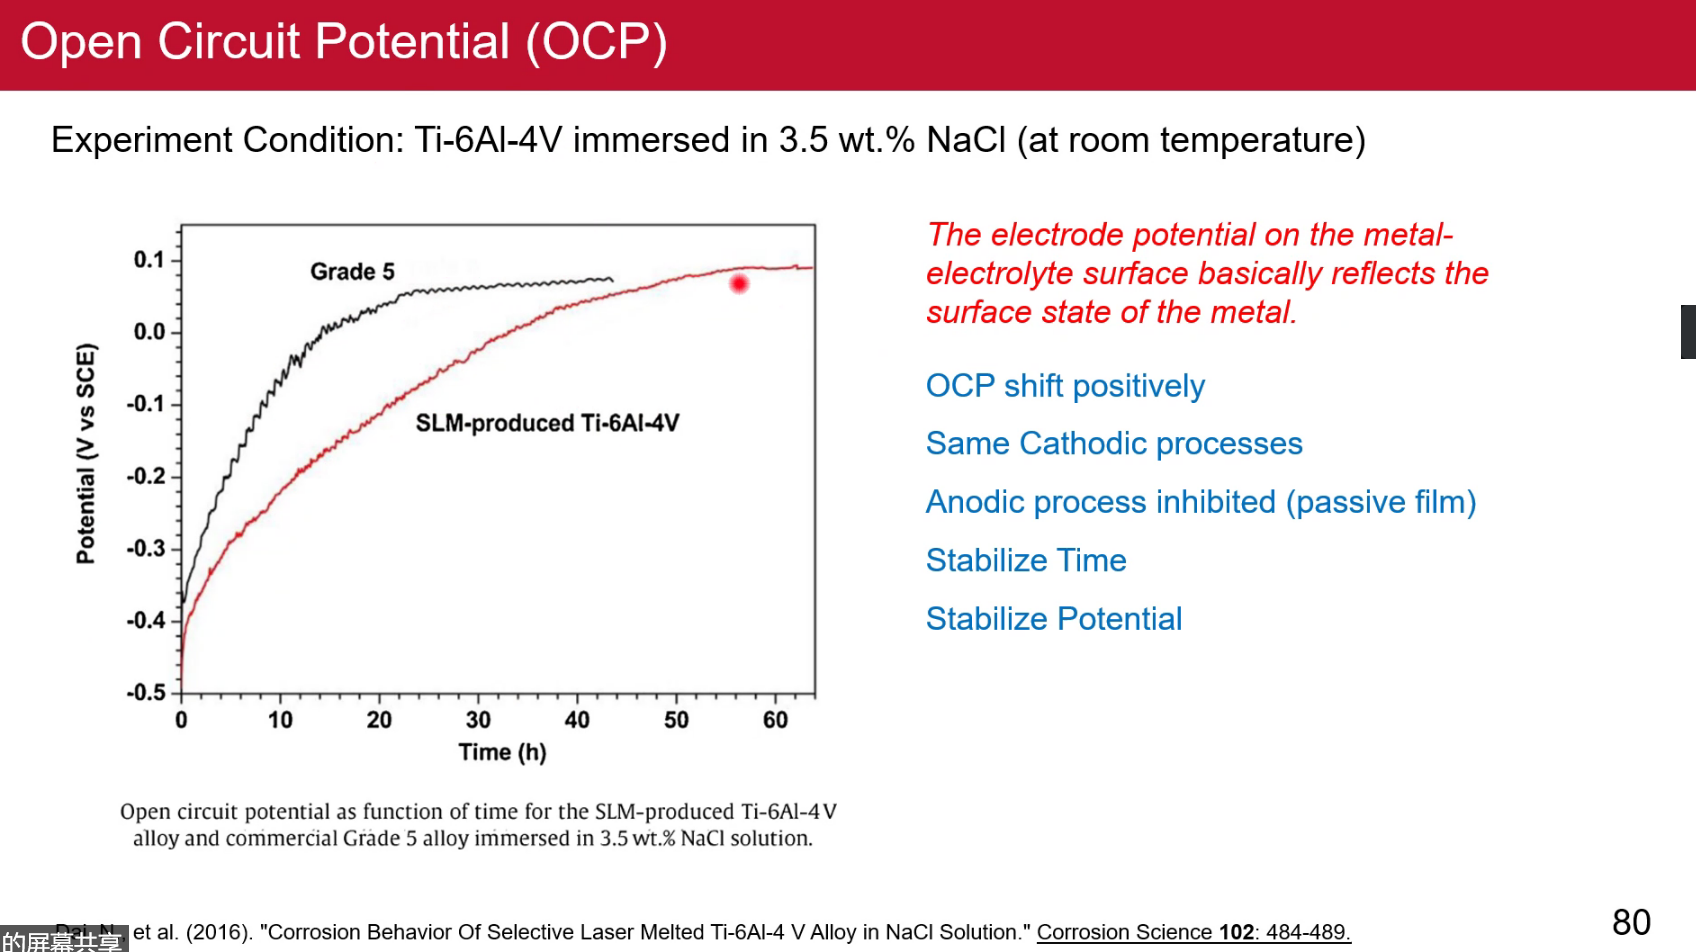 Open Circuit Potential (OCP)
Experiment Condition: Ti-6Al-4V immersed in 3.5 wt.% NaCl (at room temperature)
0.1
0.0
-0.1
-0.2
-0.3
-0.4
-0.5
Potential (V vs SCE)
Grade 5
SLM-produced Ti-6Al-4V
0 10 20 30 40 50 60
Time (h)
Open circuit potential as function of time for the SLM-produced Ti-6Al-4V
alloy and commercial Grade 5 alloy immersed in 3.5 wt.% NaCl solution.
The electrode potential on the metal-
electrolyte surface basically reflects the
surface state of the metal.
OCP shift positively
Same Cathodic processes
Anodic process inhibited (passive film)
Stabilize Time
Stabilize Potential
Dai, N., et al. (2016). "Corrosion Behavior Of Selective Laser Melted Ti-6Al-4 V Alloy in NaCl Solution." Corrosion Science 102: 484-489.
80
的屏幕共享